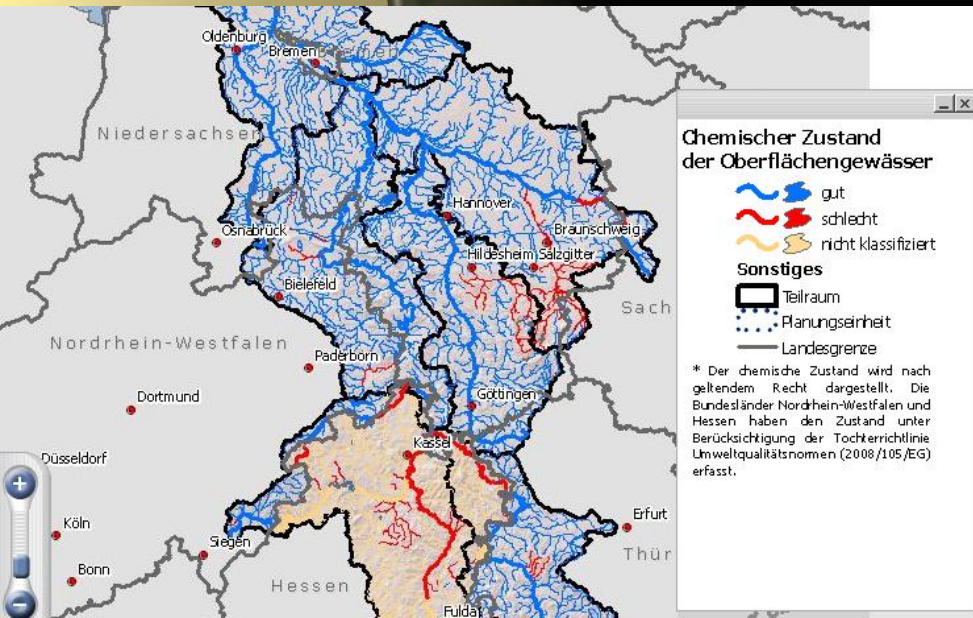 Oldenburg
Bremen
Bremen
Niedersachsen
Hannover
Osnabrück
Braunschweig
Hildesheim Salzgitter
Bielefeld
Sach
Nordrhein-Westfalen
Paderborn
Dortmund
Göttingen
Kassel
Düsseldorf
Köln
Erfurt
Siegen
Thür
Bonn
Hessen
Fulda
Chemischer Zustand
der Oberflächengewässer
gut
schlecht
nicht klassifiziert
Sonstiges
Teilraum
Planungseinheit
Landesgrenze
* Der chemische Zustand wird nach
geltendem Recht dargestellt. Die
Bundesländer Nordrhein-Westfalen und
Hessen haben den Zustand unter
Berücksichtigung der Tochterrichtlinie
Umweltqualitätsnormen (2008/105/EG)
erfasst.